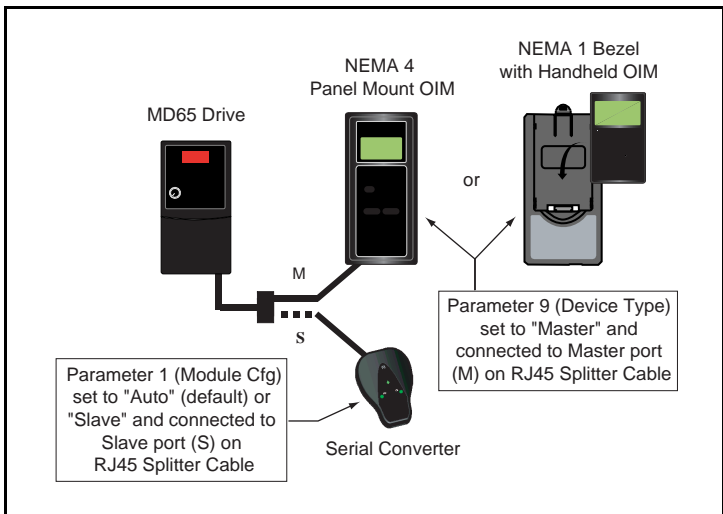 NEMA 1 Bezel
with Handheld OIM
NEMA 4
Panel Mount OIM
MD65 Drive
or
M
S
Parameter 9 (Device Type)
set to "Master" and
connected to Master port
(M) on RJ45 Splitter Cable
Parameter 1 (Module Cfg)
set to "Auto" (default) or
"Slave" and connected to
Slave port (S) on
RJ45 Splitter Cable
Serial Converter